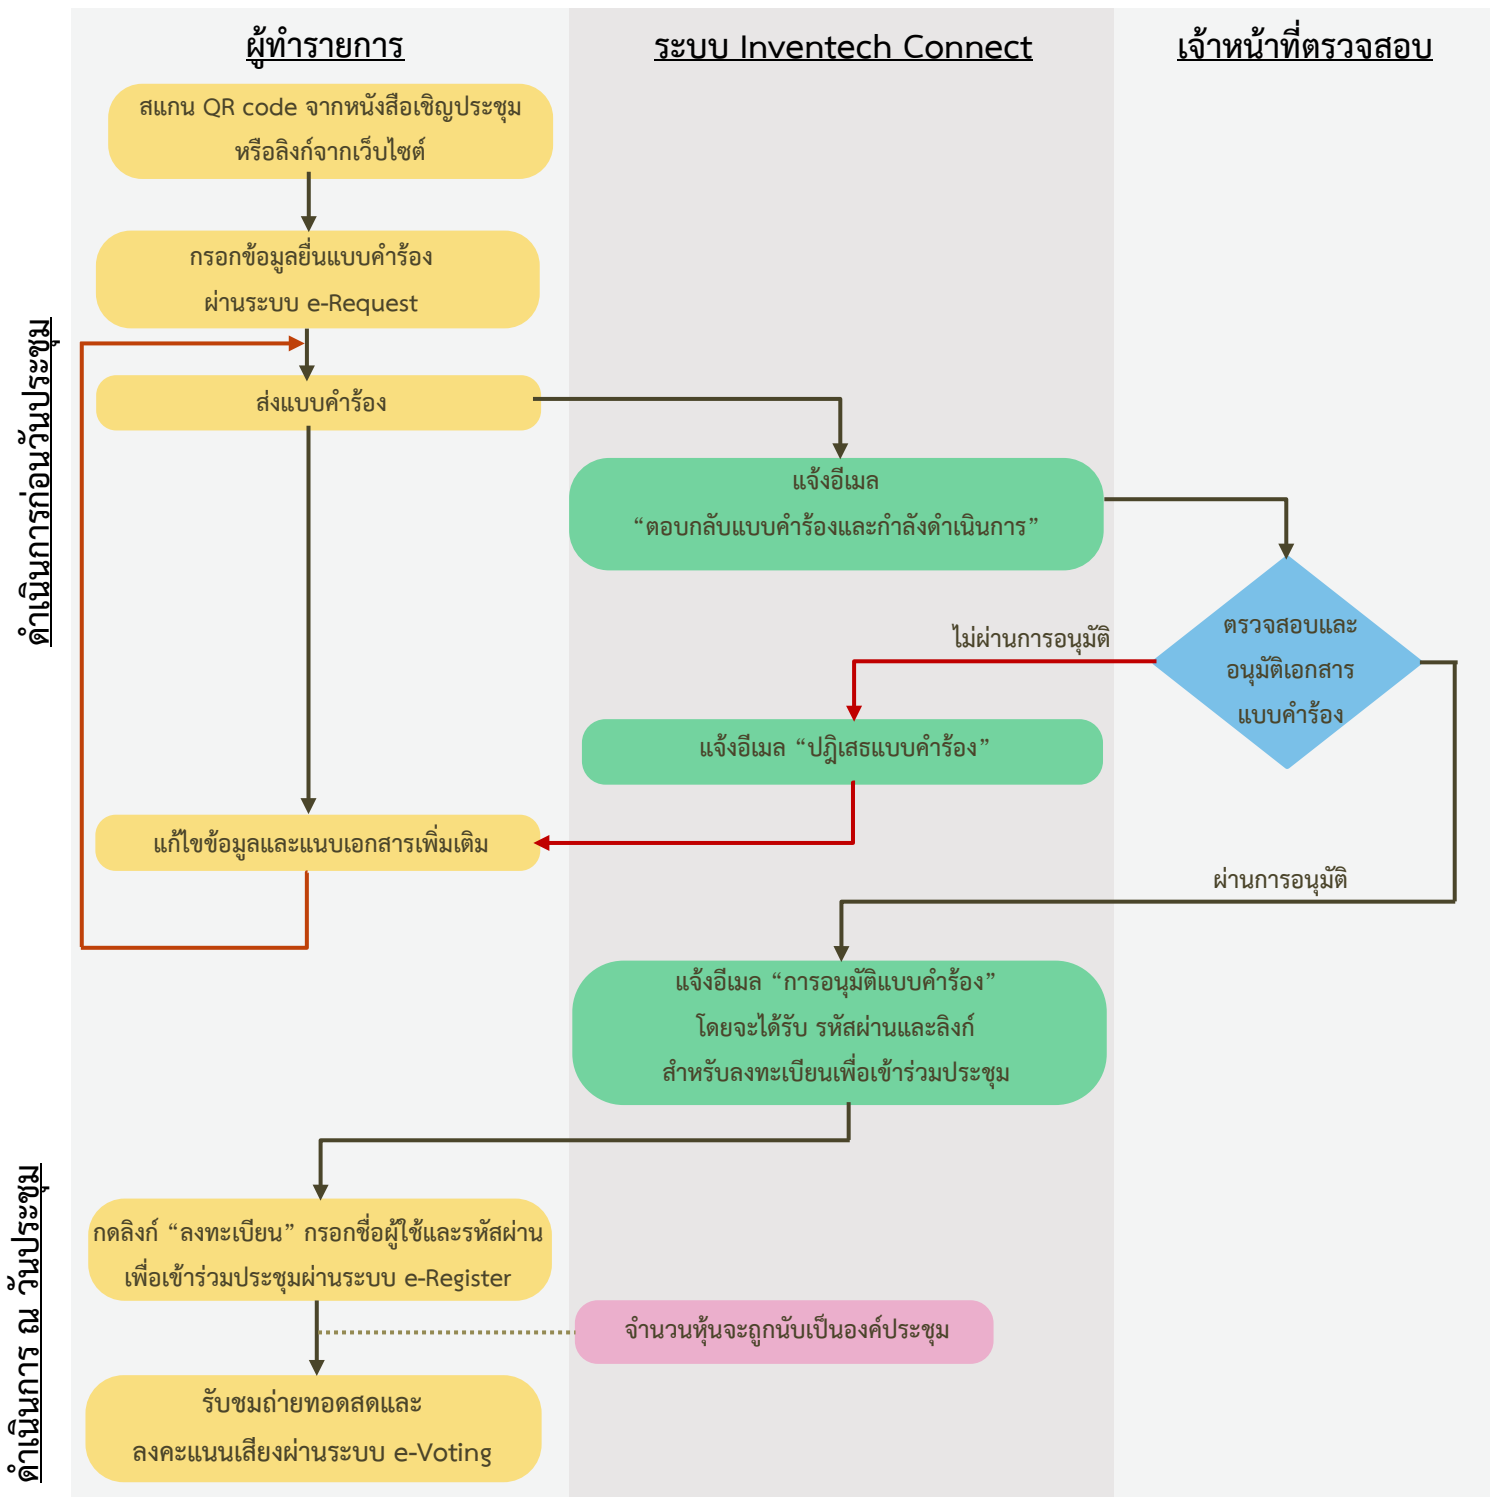 ผู้ทำรายการ
ระบบ Inventech Connect
เจ้าหน้าที่ตรวจสอบ
ดำเนินการก่อนวันประชุม
สแกน QR code จากหนังสือเชิญประชุม
หรือลิงก์จากเว็บไซต์
กรอกข้อมูลยื่นแบบคำร้อง
ผ่านระบบ e-Request
ส่งแบบคำร้อง
แจ้งอีเมล
“ตอบกลับแบบคำร้องและกำลังดำเนินการ”
ตรวจสอบและ
อนุมัติเอกสาร
แบบคำร้อง
ไม่ผ่านการอนุมัติ
แจ้งอีเมล “ปฏิเสธแบบคำร้อง”
แก้ไขข้อมูลและแนบเอกสารเพิ่มเติม
ผ่านการอนุมัติ
แจ้งอีเมล “การอนุมัติแบบคำร้อง”
โดยจะได้รับ รหัสผ่านและลิงก์
สำหรับลงทะเบียนเพื่อเข้าร่วมประชุม
ดำเนินการ ณ วันประชุม
กดลิงก์ “ลงทะเบียน” กรอกชื่อผู้ใช้และรหัสผ่าน
เพื่อเข้าร่วมประชุมผ่านระบบ e-Register
จำนวนหุ้นจะถูกนับเป็นองค์ประชุม
รับชมถ่ายทอดสดและ
ลงคะแนนเสียงผ่านระบบ e-Voting